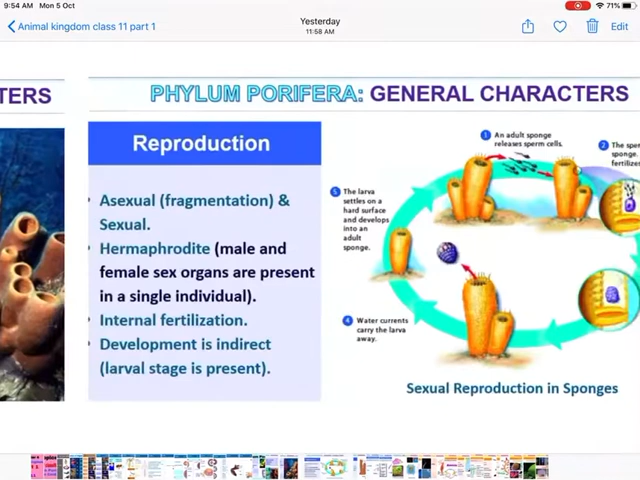 9:54 AM Mon 5 Oct
71%
Animal kingdom class 11 part 1
Yesterday
11:58 AM
Edit
TERS
PHYLUM PORIFERA: GENERAL CHARACTERS
Reproduction
Asexual (fragmentation) &
Sexual.
Hermaphrodite (male and
female sex organs are present
in a single individual).
Internal fertilization.
Development is indirect
(larval stage is present).
1 An adult sponge
releases sperm cells.
2 The sper
sponge.
fertilizes
5 The larva
settles on
a hard
surface and
develops
into an
adult
sponge.
4 Water currents
carry the larva
away.
Sexual Reproduction in Sponges